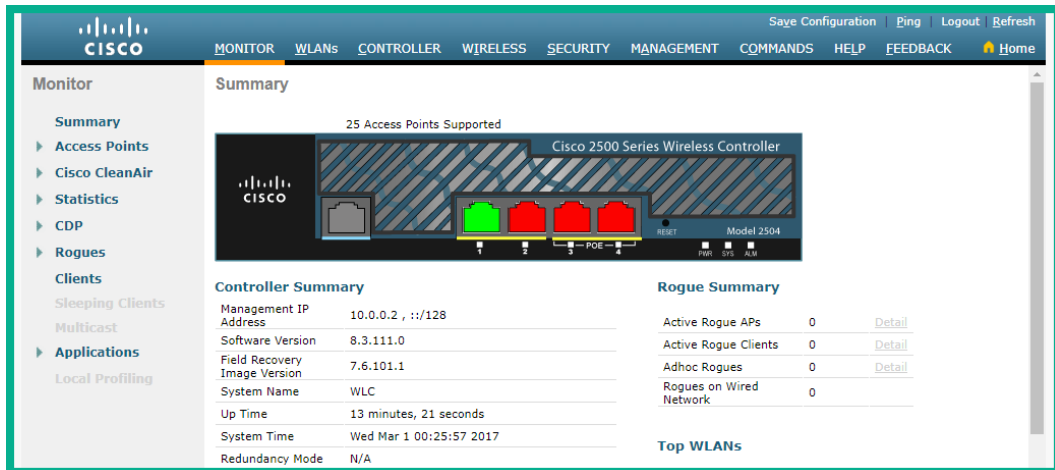 Save Configuration | Ping | Logout | Refresh
CISCO
MONITOR WLANs CONTROLLER WIRELESS SECURITY MANAGEMENT COMMANDS HELP FEEDBACK Home
Monitor
Summary
Access Points
Cisco CleanAir
Statistics
CDP
Rogues
Clients
Sleeping Clients
Multicast
Applications
Local Profiling
Summary
25 Access Points Supported
Cisco 2500 Series Wireless Controller
CISCO
RESET
Model 2504
1 2 3 POE 4
PWR SYS ALM
Controller Summary
Management IP Address 10.0.0.2 , ::/128
Software Version 8.3.111.0
Field Recovery Image Version 7.6.101.1
System Name WLC
Up Time 13 minutes, 21 seconds
System Time Wed Mar 1 00:25:57 2017
Redundancy Mode N/A
Rogue Summary
Active Rogue APs 0 Detail
Active Rogue Clients 0 Detail
Adhoc Rogues 0 Detail
Rogues on Wired Network 0
Top WLANs